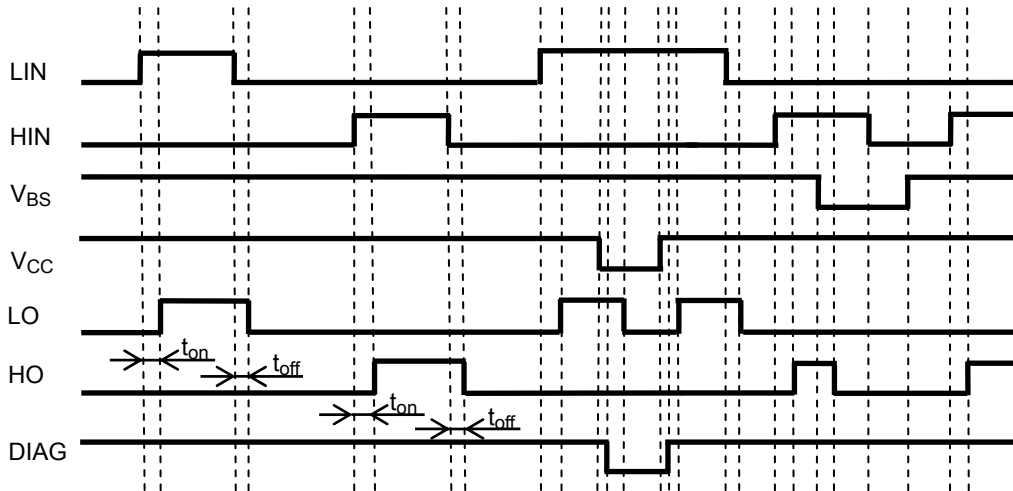 LIN
HIN
VBS
VCC
LO
ton
toff
HO
ton
toff
DIAG